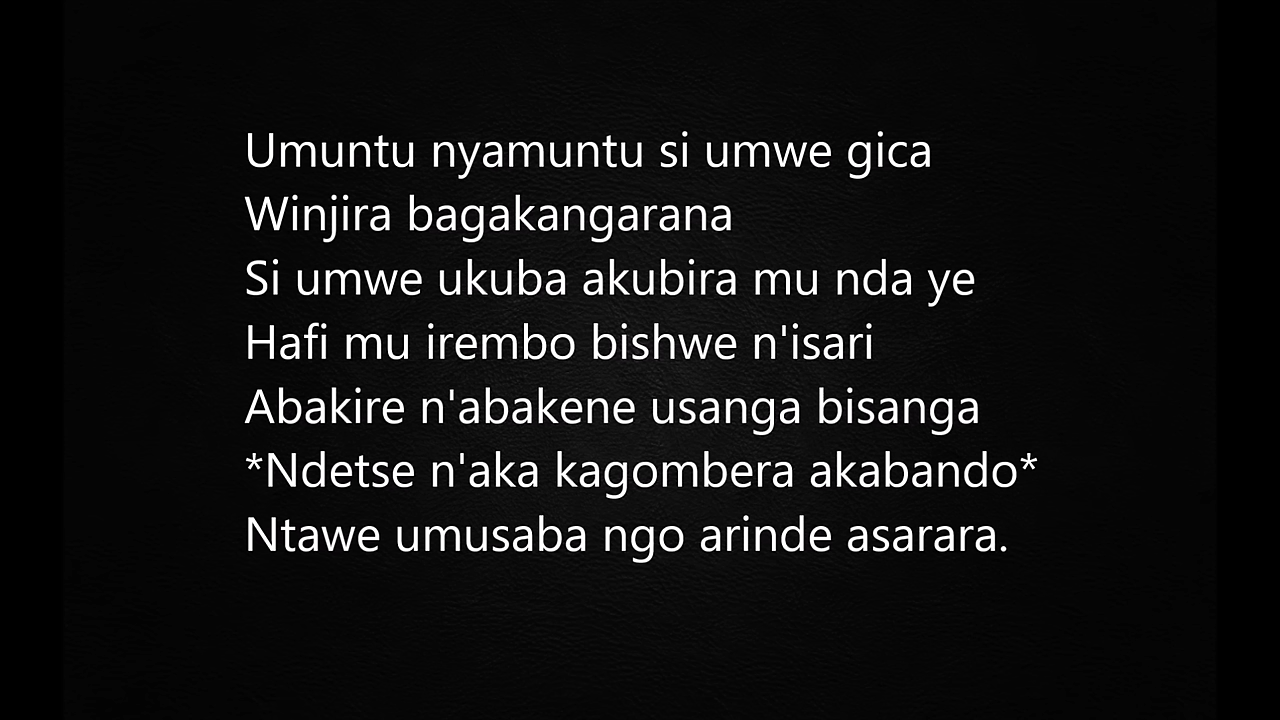 Umuntu nyamuntu si umwe gica
Winjira bagakangarana
Si umwe ukuba akubira mu nda ye
Hafi mu irembo bishwe n'isari
Abakire n'abakene usanga bisanga
*Ndetse n'aka kagombera akabando*
Ntawe umusaba ngo arinde asarara.